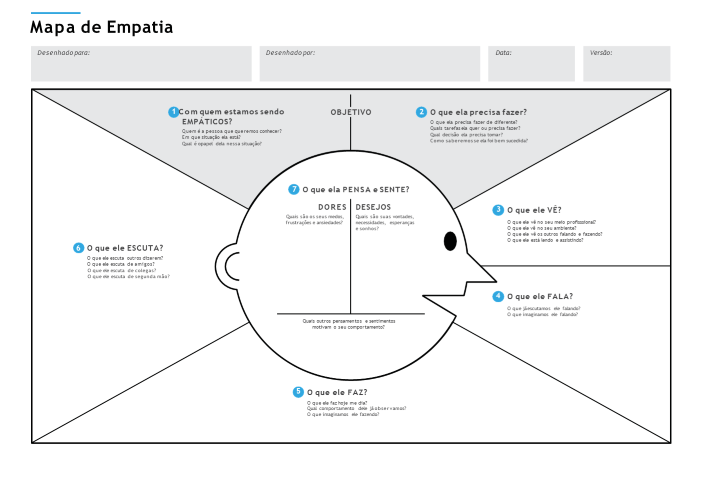 Mapa de Empatia
Desenhado para:
Desenhado por:
Data:
Versão:
1
Com quem estamos sendo
EMPÁTICOS?
Quem é a pessoa que queremos conhecer?
Em que situação ela está?
Qual é o papel dela nossa situação?
OBJETIVO
2
O que ela precisa fazer?
O que ela precisa fazer de diferente?
Quais tarefas ela quer ou precisa fazer?
Qual decisão ela precisa tomar?
Como saberemos se ela for bem sucedida?
7
O que ela PENSA e SENTE?
DORES
Quais são os seus medos,
frustrações e ansiedades?
DESEJOS
Quais são suas vontades,
necessidades, esperanças
e sonhos?
3
O que ele VÊ?
O que ele vê no seu meio profissional?
O que ele vê no seu ambiente?
O que ele vê os outros falando e fazendo?
O que ele está lendo e assistindo?
6
O que ele ESCUTA?
O que ele escuta outros dizerem?
O que ele escuta de amigos?
O que ele escuta de colegas?
O que ele escuta de segunda mão?
4
O que ele FALA?
O que já escutamos ele falando?
O que imaginamos ele falando?
Quais outros pensamentos e sentimentos
motivam o seu comportamento?
5
O que ele FAZ?
O que ele faz hoje me dia?
Qual comportamento dele já observamos?
O que imaginamos ele fazendo?